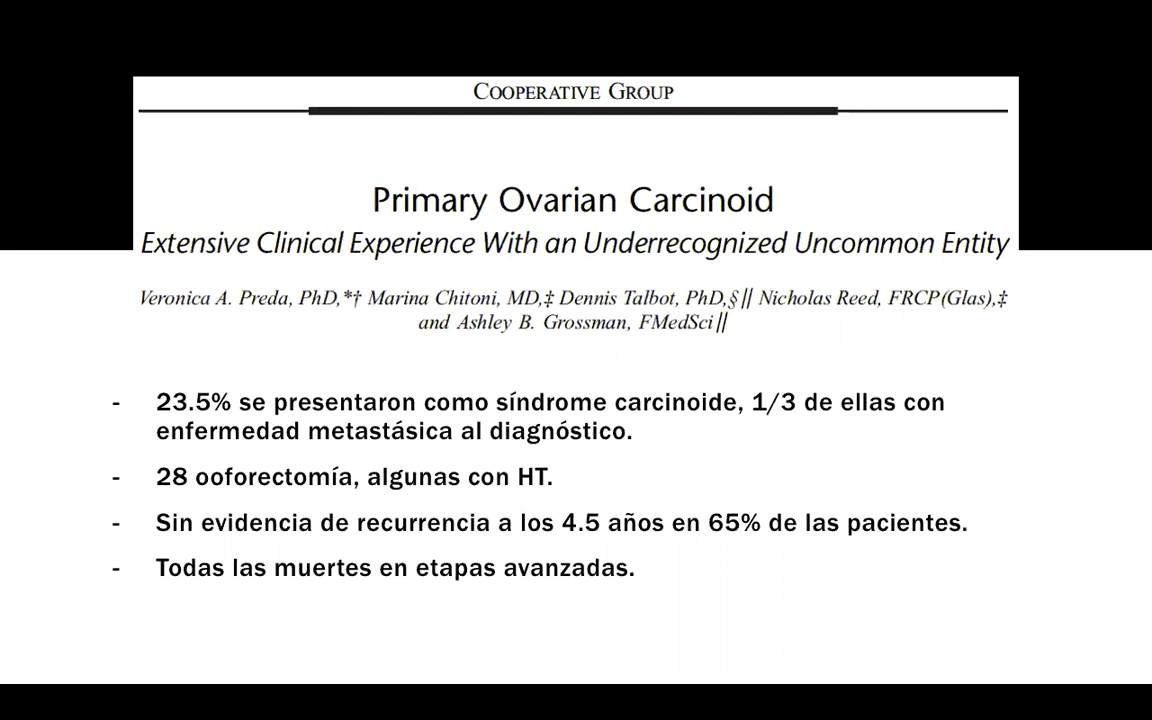 COOPERATIVE GROUP
Primary Ovarian Carcinoid
Extensive Clinical Experience With an Underrecognized Uncommon Entity
Veronica A. Preda, PhD,*† Marina Chitoni, MD,‡ Dennis Talbot, PhD,§|| Nicholas Reed, FRCP(Glas),‡
and Ashley B. Grossman, FMedSci||
- 23.5% se presentaron como síndrome carcinoide, 1/3 de ellas con
enfermedad metastásica al diagnóstico.
- 28 ooforectomía, algunas con HT.
- Sin evidencia de recurrencia a los 4.5 años en 65% de las pacientes.
- Todas las muertes en etapas avanzadas.